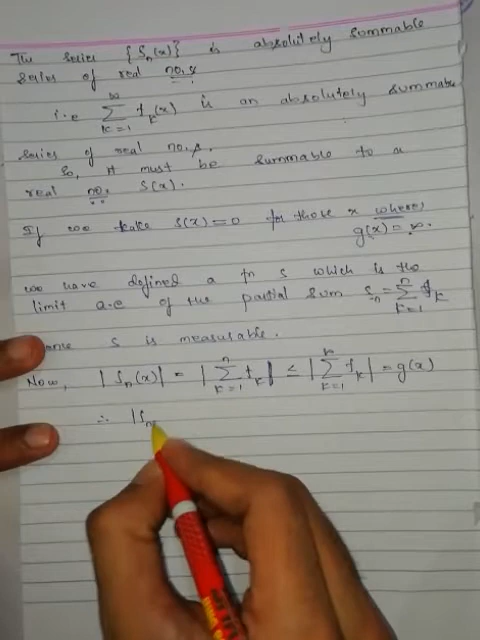 The series {Sn(x)} is absolutely summable
series of real no.s
i.e ∞∑k=1 fk(x) is an absolutely summable
series of real no.s.
So, it must be summable to a
real no. s(x).
If we take s(x)=0 for those x where
g(x)=∞.
we have defined a fn s which is the
limit a.e of the partial sum sn = n∑k=1 fk
ence s is measurable.
Now, |Sn(x)| = |n∑k=1 fk| ≤ |n∑k=1 fk| = g(x)
∴ |Sn